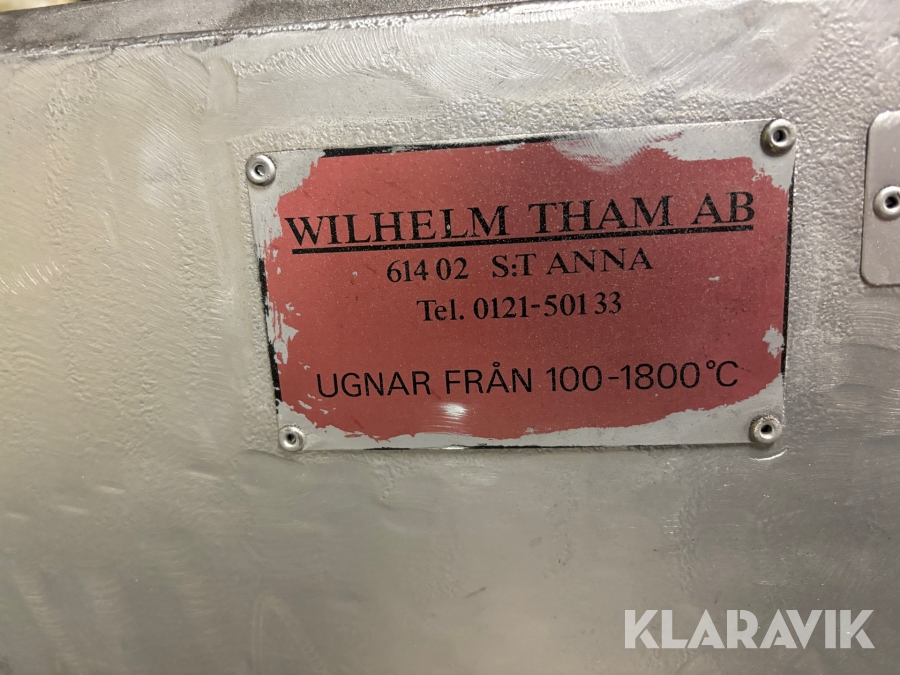 WILHELM THAM AB
614 02 S:T ANNA
Tel. 0121-501 33
UGNAR FRÅN 100-1800°C
KLARAVIK